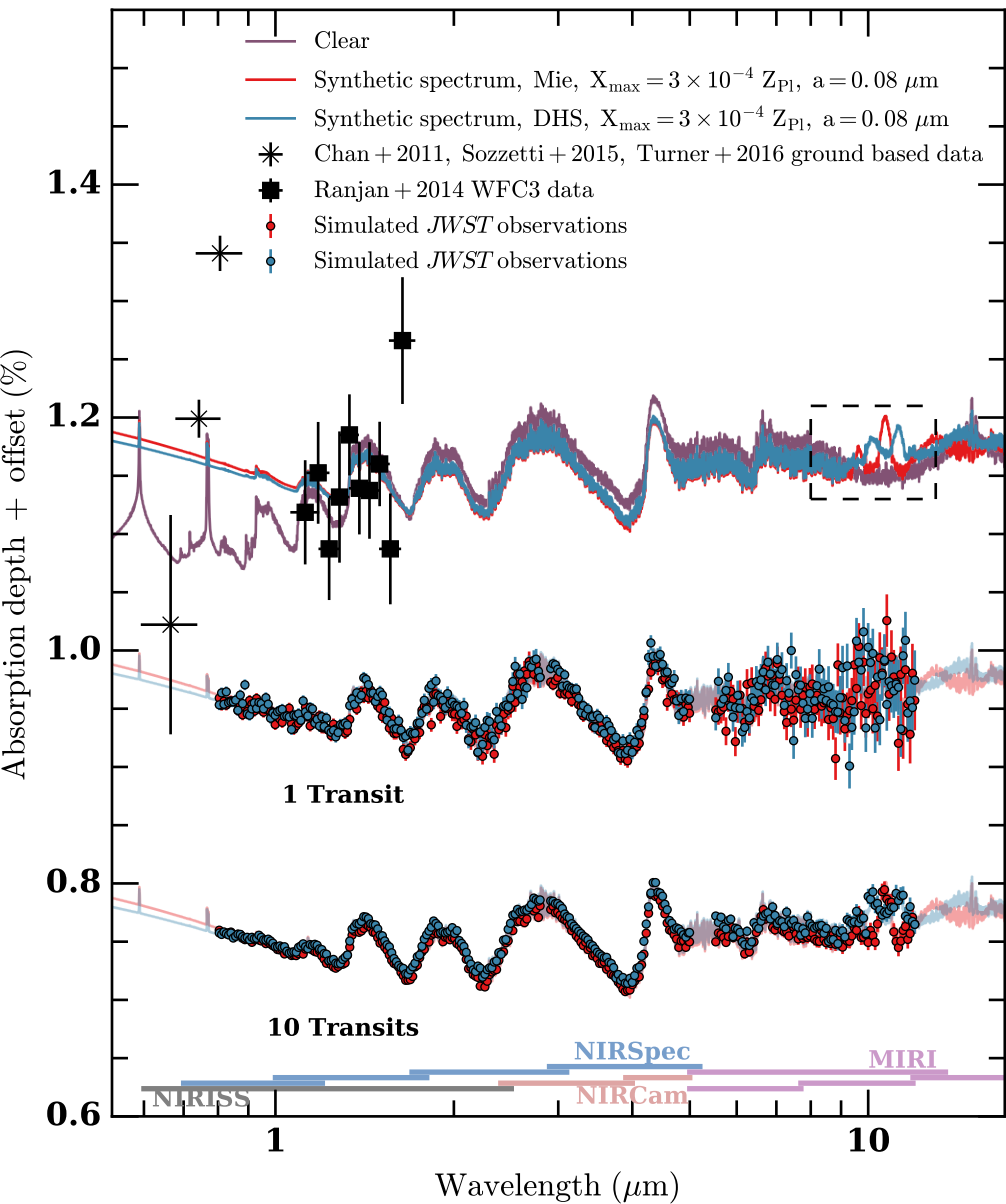 Clear
Synthetic spectrum, Mie, X_max = 3 × 10^−4 Z_Pl, a = 0.08 μm
Synthetic spectrum, DHS, X_max = 3 × 10^−4 Z_Pl, a = 0.08 μm
Chan+2011, Sozzetti+2015, Turner+2016 ground based data
Ranjan+2014 WFC3 data
Simulated JWST observations
Simulated JWST observations
Absorption depth + offset (%)
1.4
1.2
1.0
0.8
0.6
1 Transit
10 Transits
NIRSpec
MIRI
NIRISS
NIRCam
1
10
Wavelength (μm)